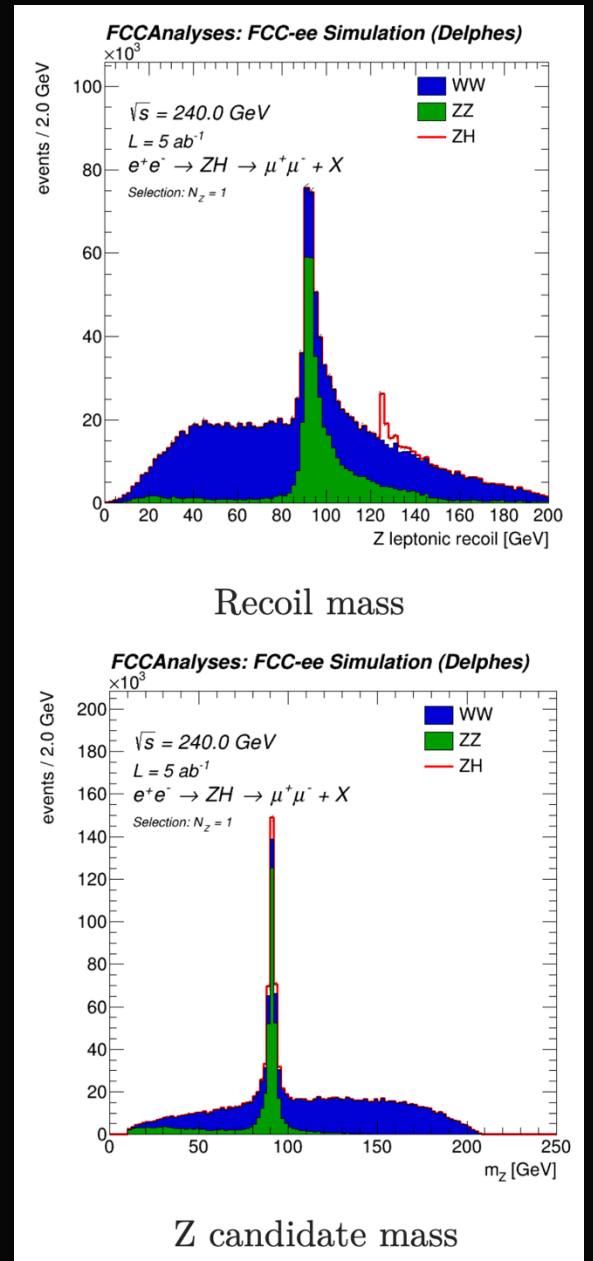 FCCAnalyses: FCC-ee Simulation (Delphes)
×10³
events / 2.0 GeV
100
80
60
40
20
0
√s = 240.0 GeV
L = 5 ab⁻¹
e⁺e⁻ → ZH → μ⁺μ⁻ + X
Selection: N_Z = 1
WW
ZZ
ZH
0 20 40 60 80 100 120 140 160 180 200
Z leptonic recoil [GeV]
Recoil mass
FCCAnalyses: FCC-ee Simulation (Delphes)
×10³
events / 2.0 GeV
200
180
160
140
120
100
80
60
40
20
0
√s = 240.0 GeV
L = 5 ab⁻¹
e⁺e⁻ → ZH → μ⁺μ⁻ + X
Selection: N_Z = 1
WW
ZZ
ZH
0 50 100 150 200 250
m_Z [GeV]
Z candidate mass